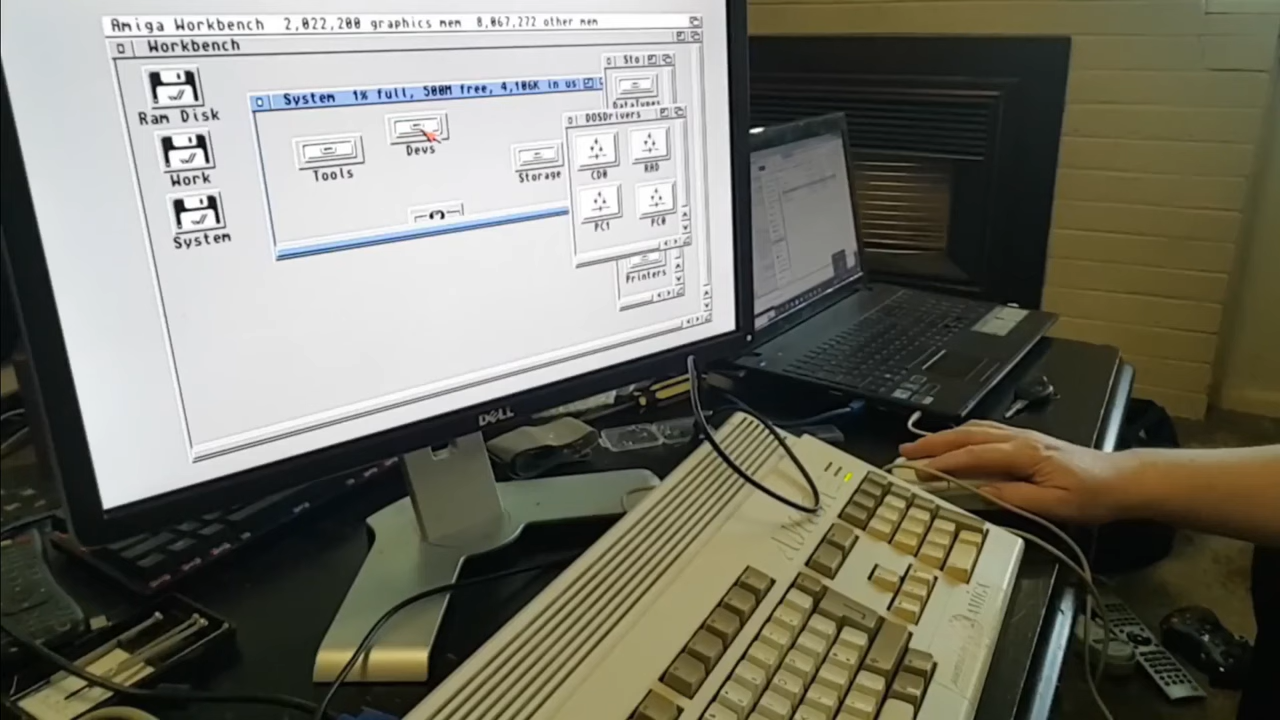 Amiga Workbench 2,022,200 graphics mem 8,067,272 other mem
Workbench
Ram Disk
Work
System
System 1% full, 500M free, 4,106K in us
Tools
Devs
Storage
Sto
DataTypes
DOSDrivers
CD0
RAD
PC1
PC0
Printers
DELL
AMIGA
AMIGA